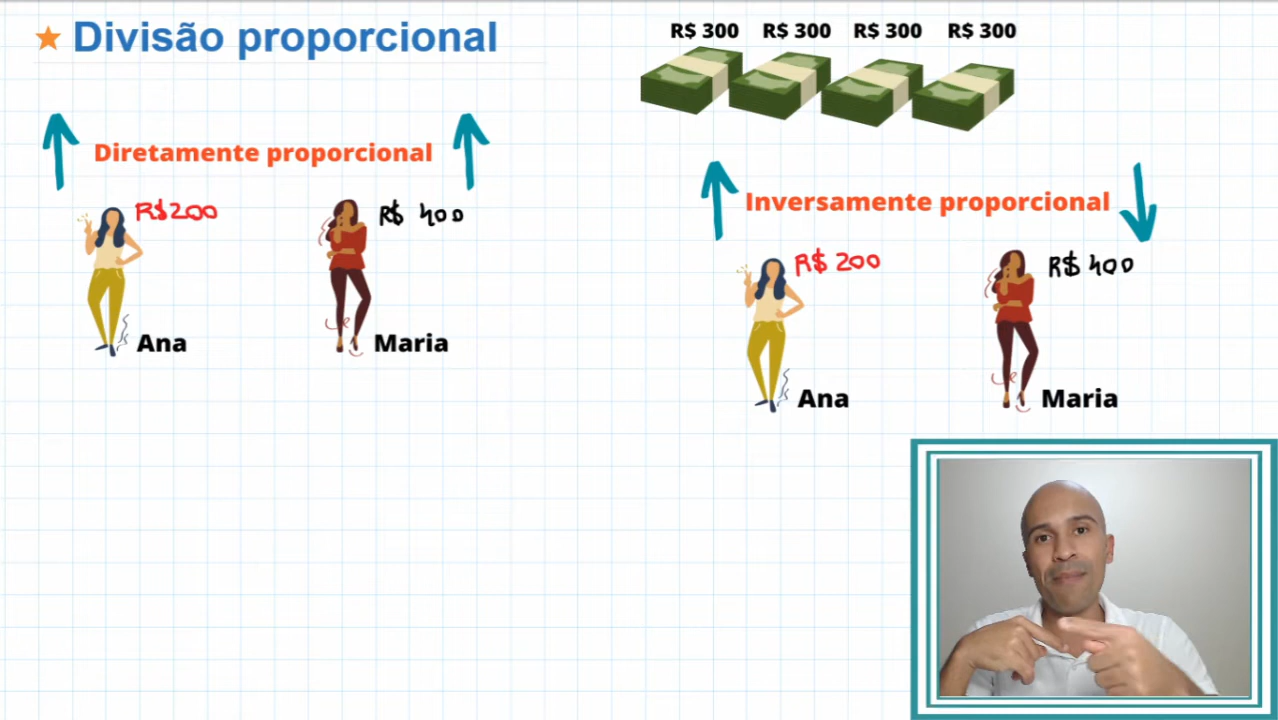 Divisão proporcional
R$ 300 R$ 300 R$ 300 R$ 300
Diretamente proporcional
R$200 R$ 400
Ana Maria
Inversamente proporcional
R$ 200 R$ 400
Ana Maria